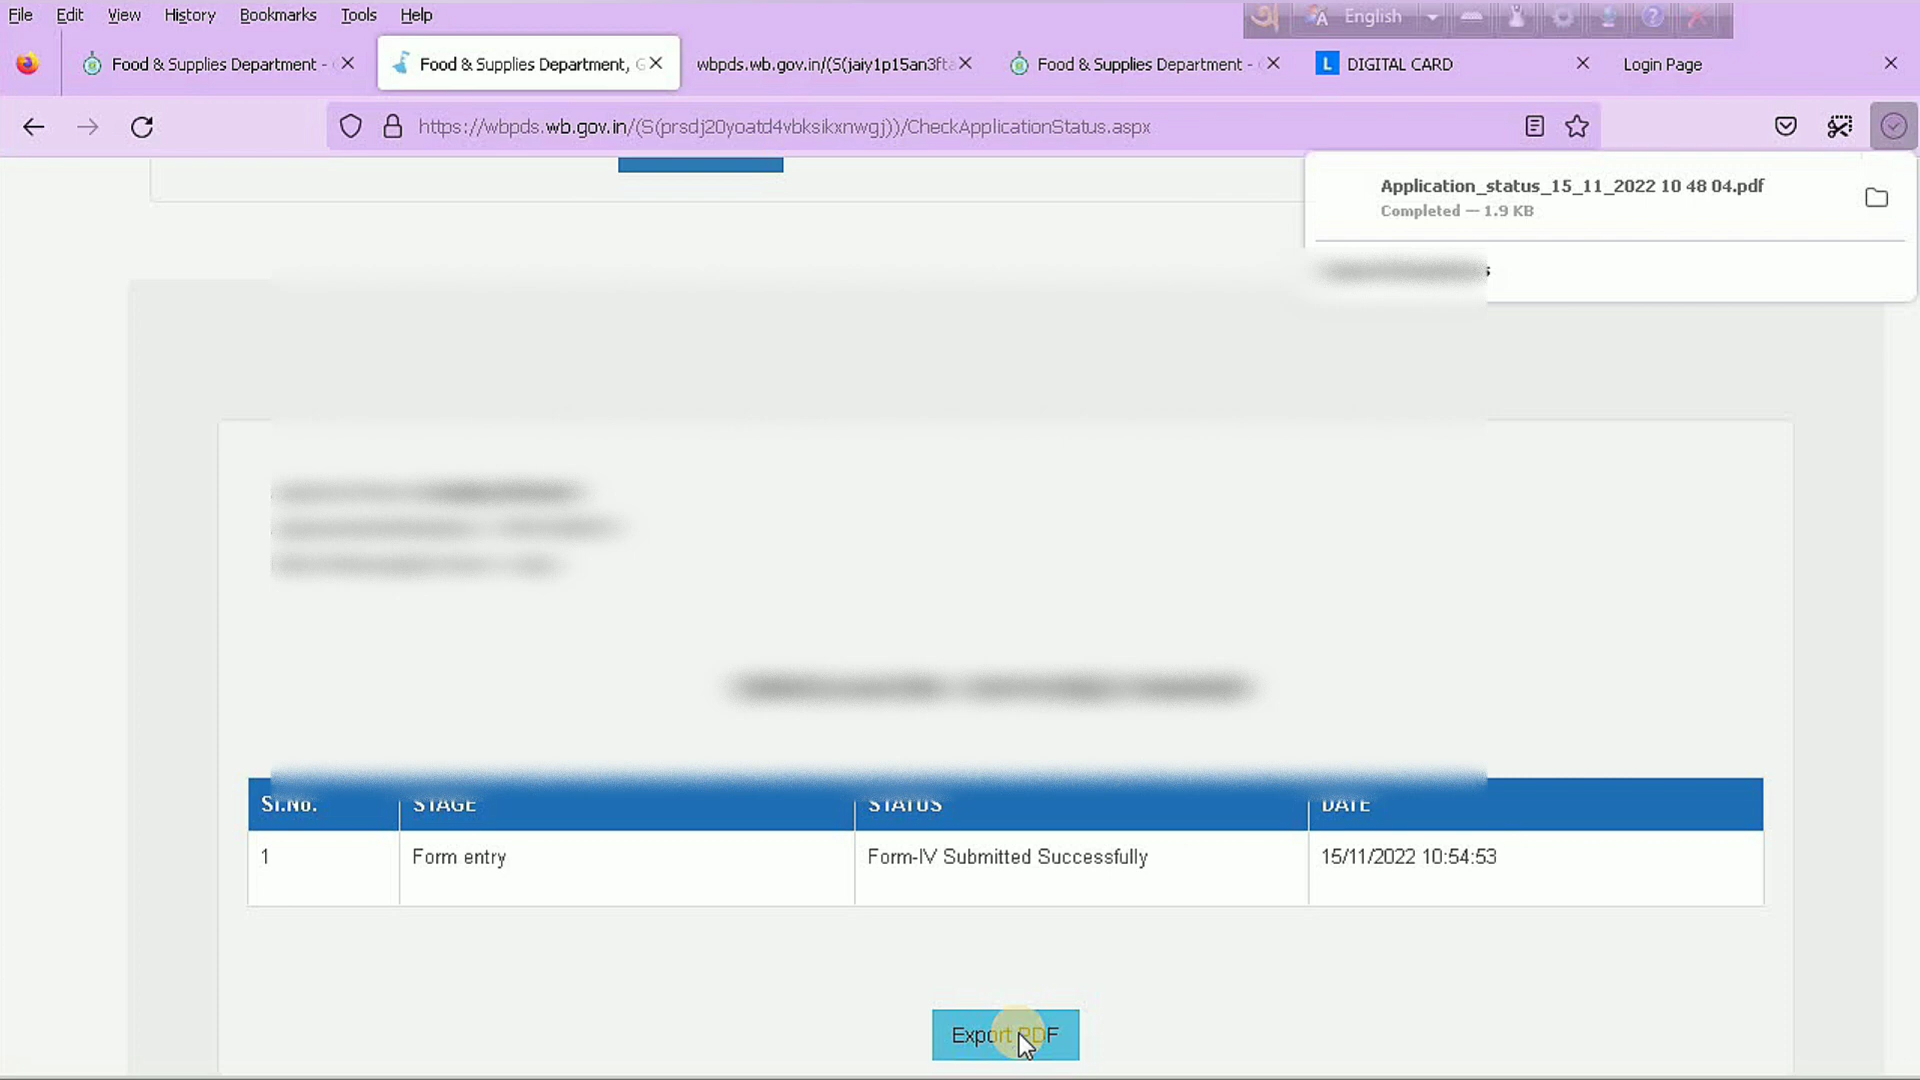 File Edit View History Bookmarks Tools Help
অ English
Food & Supplies Department -
Food & Supplies Department, G
wbpds.wb.gov.in/(S(jaiy1p15an3fta
Food & Supplies Department -
L DIGITAL CARD
Login Page
https://wbpds.wb.gov.in/(S(prsdj20yoatd4vbksikxnwgj))/CheckApplicationStatus.aspx
Application_status_15_11_2022 10 48 04.pdf
Completed — 1.9 KB
Sl.No. STAGE STATUS DATE
1 Form entry Form-IV Submitted Successfully 15/11/2022 10:54:53
Export PDF